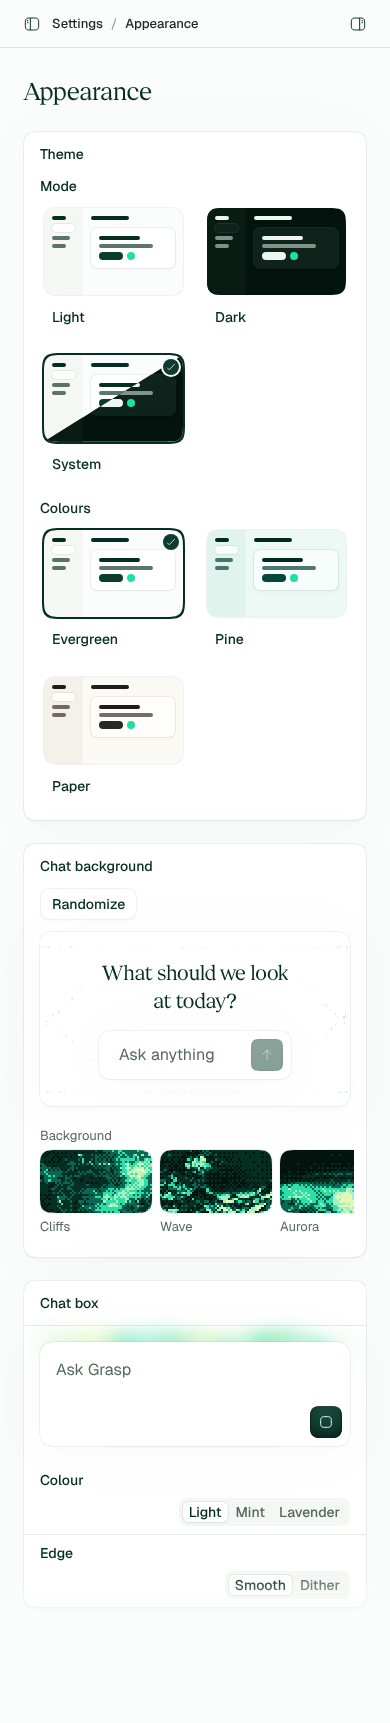 Settings / Appearance
Appearance
Theme
Mode
Light
Dark
System
Colours
Evergreen
Pine
Paper
Chat background
Randomize
What should we look
at today?
Ask anything
Background
Cliffs
Wave
Aurora
Chat box
Ask Grasp
Colour
Light
Mint
Lavender
Edge
Smooth
Dither